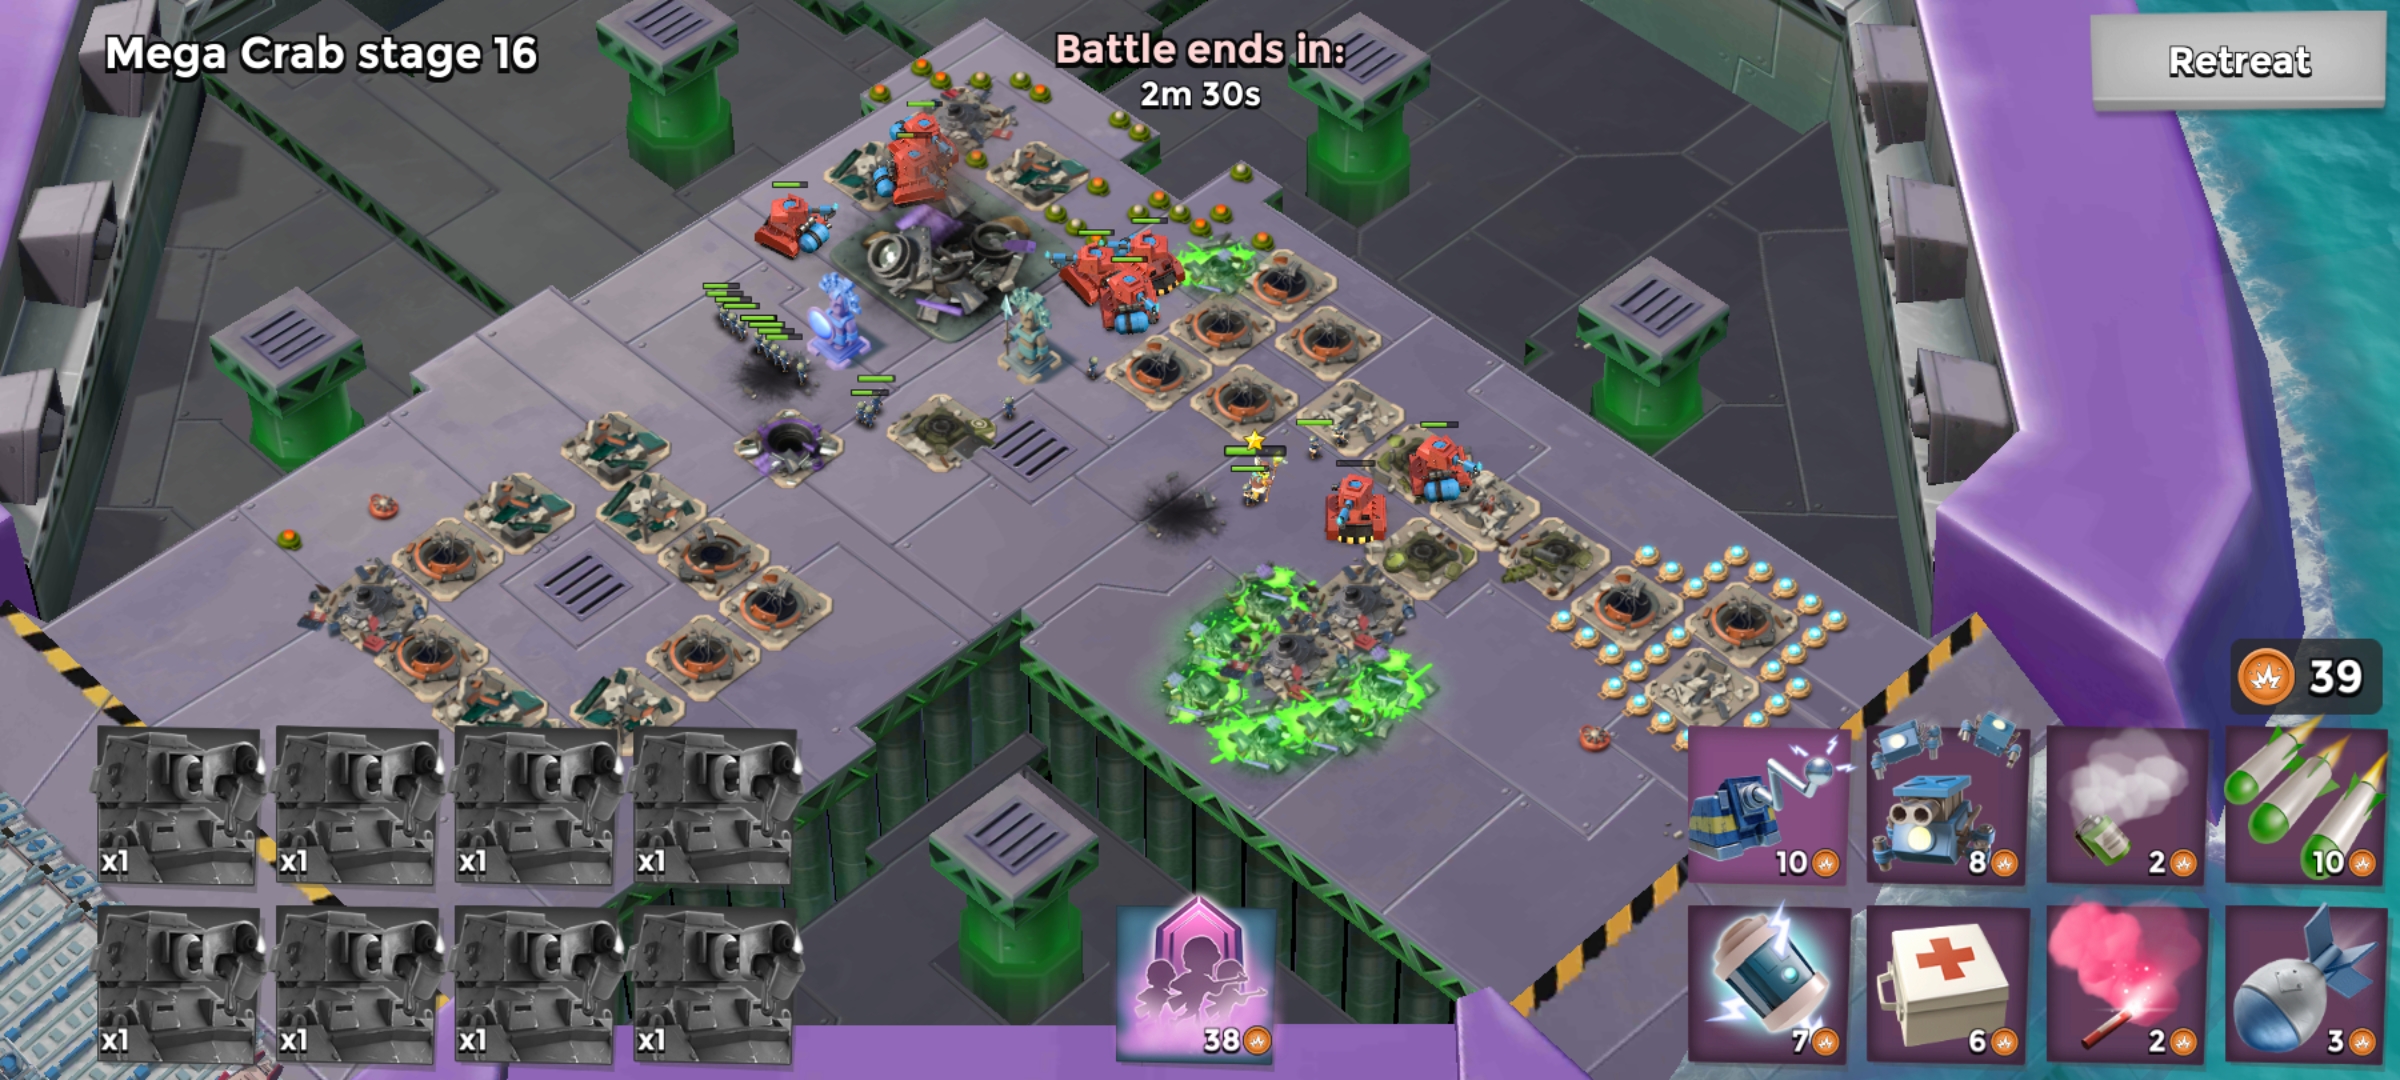 Mega Crab stage 16
Battle ends in:
2m 30s
Retreat
39
x1 x1 x1 x1
10 8 2 10
x1 x1 x1 x1
38
7 6 2 3